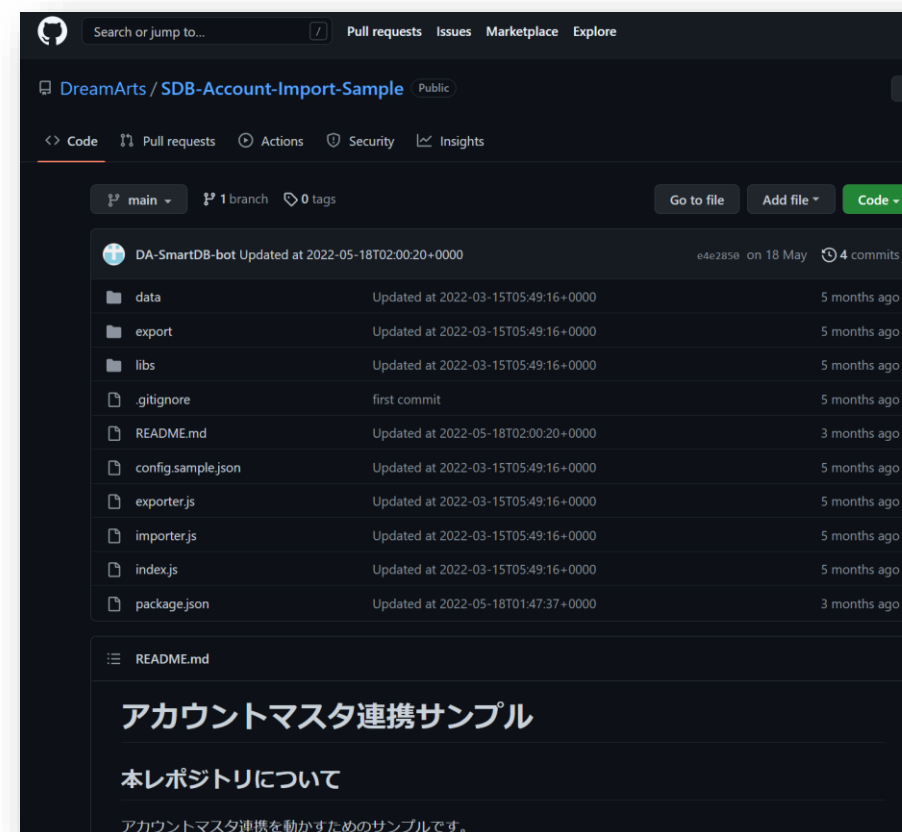 Search or jump to... / Pull requests Issues Marketplace Explore
DreamArts / SDB-Account-Import-Sample Public
<> Code Pull requests Actions Security Insights
main 1 branch 0 tags Go to file Add file Code
DA-SmartDB-bot Updated at 2022-05-18T02:00:20+0000 e4e2850 on 18 May 4 commits
data Updated at 2022-03-15T05:49:16+0000 5 months ago
export Updated at 2022-03-15T05:49:16+0000 5 months ago
libs Updated at 2022-03-15T05:49:16+0000 5 months ago
.gitignore first commit 5 months ago
README.md Updated at 2022-05-18T02:00:20+0000 3 months ago
config.sample.json Updated at 2022-03-15T05:49:16+0000 5 months ago
exporter.js Updated at 2022-03-15T05:49:16+0000 5 months ago
importer.js Updated at 2022-03-15T05:49:16+0000 5 months ago
index.js Updated at 2022-03-15T05:49:16+0000 5 months ago
package.json Updated at 2022-05-18T01:47:37+0000 3 months ago
README.md
アカウントマスタ連携サンプル
本レポジトリについて
アカウントマスタ連携を動かすためのサンプルです。